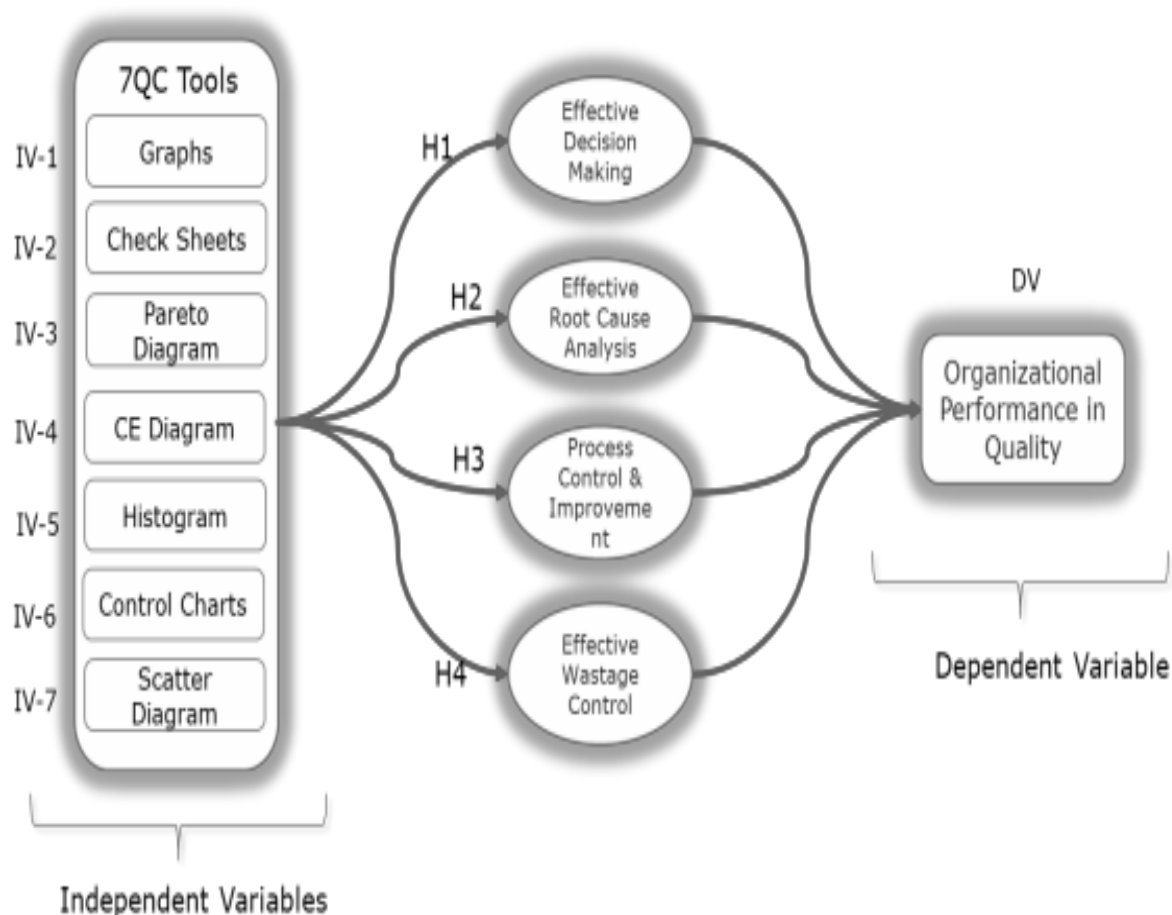 7QC Tools
IV-1
Graphs
IV-2
Check Sheets
IV-3
Pareto
Diagram
IV-4
CE Diagram
IV-5
Histogram
IV-6
Control Charts
IV-7
Scatter
Diagram
Independent Variables
H1
Effective
Decision
Making
H2
Effective
Root Cause
Analysis
H3
Process
Control &
Improveme
nt
H4
Effective
Wastage
Control
DV
Organizational
Performance in
Quality
Dependent Variable